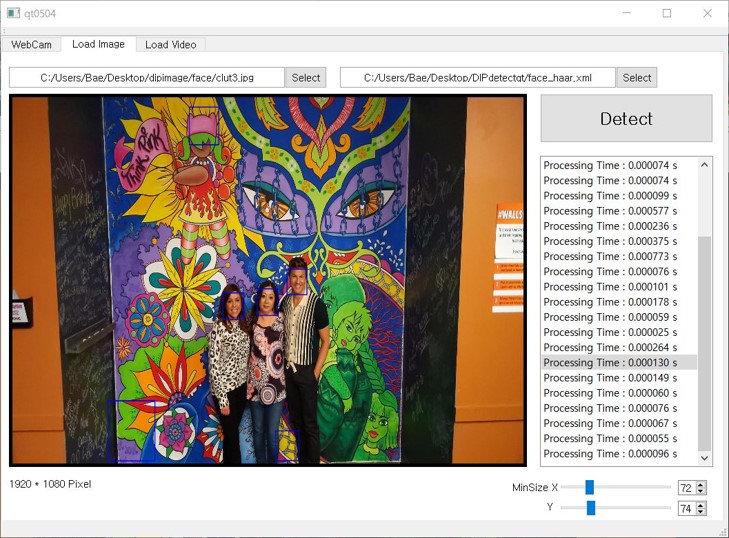 qt0504
WebCam
Load Image
Load Video
C:/Users/Bae/Desktop/dipimage/face/clut3.jpg
Select
C:/Users/Bae/Desktop/DIPdetectqt/face_haar.xml
Select
Detect
Think Pink
#WALLS
Processing Time : 0.000074 s
Processing Time : 0.000074 s
Processing Time : 0.000099 s
Processing Time : 0.000577 s
Processing Time : 0.000236 s
Processing Time : 0.000375 s
Processing Time : 0.000773 s
Processing Time : 0.000076 s
Processing Time : 0.000101 s
Processing Time : 0.000178 s
Processing Time : 0.000059 s
Processing Time : 0.000025 s
Processing Time : 0.000264 s
Processing Time : 0.000130 s
Processing Time : 0.000149 s
Processing Time : 0.000060 s
Processing Time : 0.000076 s
Processing Time : 0.000067 s
Processing Time : 0.000055 s
Processing Time : 0.000096 s
1920 * 1080 Pixel
MinSize X
72
Y
74